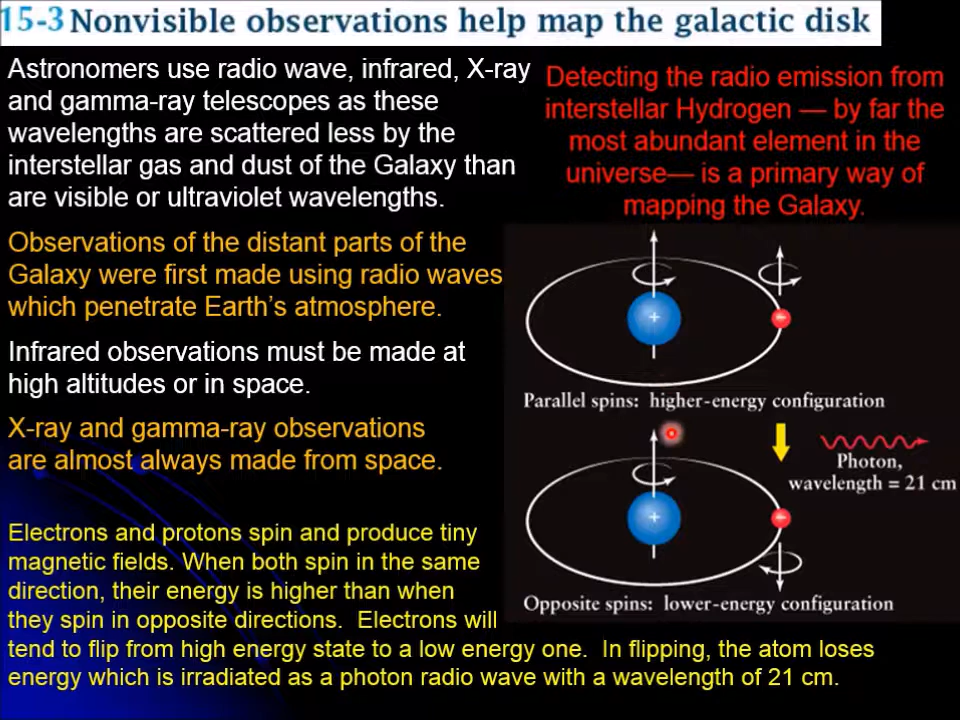 15-3 Nonvisible observations help map the galactic disk
Astronomers use radio wave, infrared, X-ray
and gamma-ray telescopes as these
wavelengths are scattered less by the
interstellar gas and dust of the Galaxy than
are visible or ultraviolet wavelengths.
Observations of the distant parts of the
Galaxy were first made using radio waves
which penetrate Earth's atmosphere.
Infrared observations must be made at
high altitudes or in space.
X-ray and gamma-ray observations
are almost always made from space.
Detecting the radio emission from
interstellar Hydrogen — by far the
most abundant element in the
universe— is a primary way of
mapping the Galaxy.
+
-
Parallel spins: higher-energy configuration
Photon,
wavelength = 21 cm
+
-
Opposite spins: lower-energy configuration
Electrons and protons spin and produce tiny
magnetic fields. When both spin in the same
direction, their energy is higher than when
they spin in opposite directions. Electrons will
tend to flip from high energy state to a low energy one. In flipping, the atom loses
energy which is irradiated as a photon radio wave with a wavelength of 21 cm.